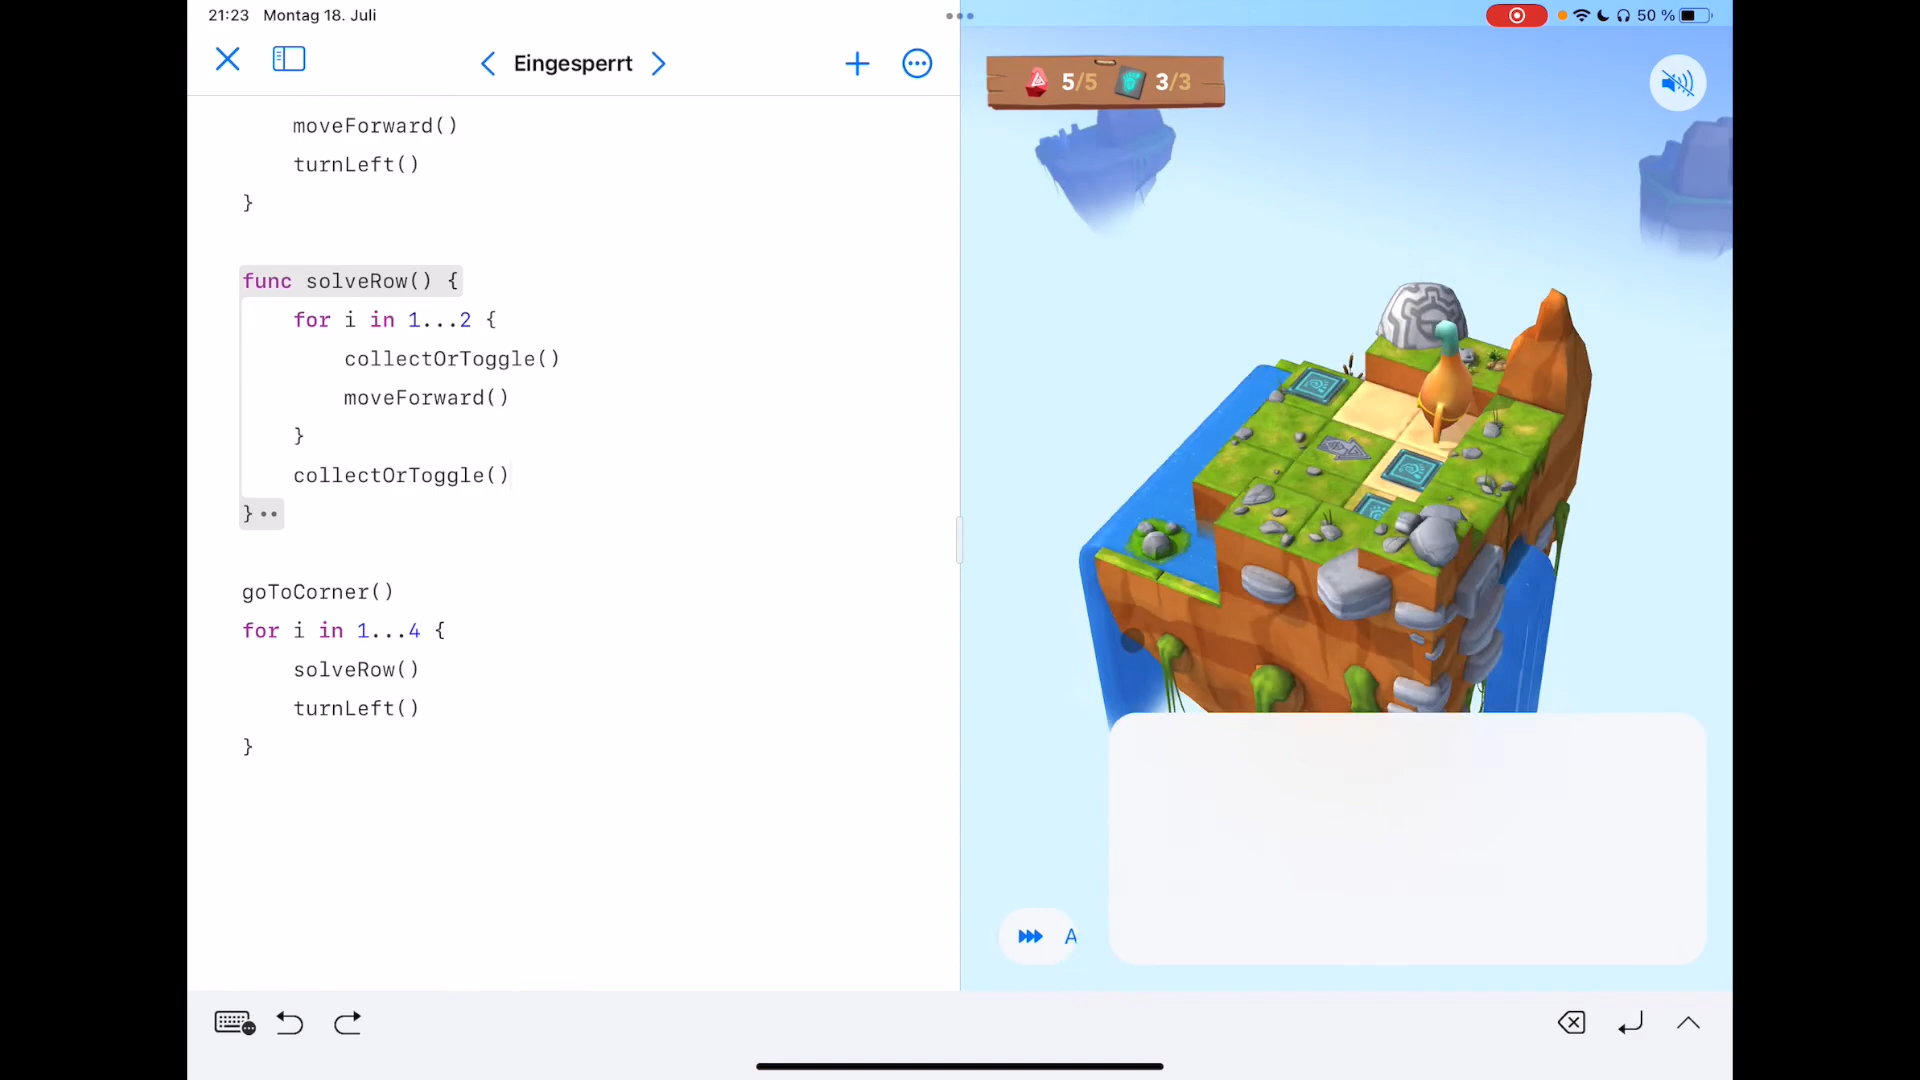 21:23 Montag 18. Juli
50 %
Eingesperrt
5/5 3/3
moveForward()
turnLeft()
}
func solveRow() {
for i in 1...2 {
collectOrToggle()
moveForward()
}
collectOrToggle()
}
goToCorner()
for i in 1...4 {
solveRow()
turnLeft()
}
A